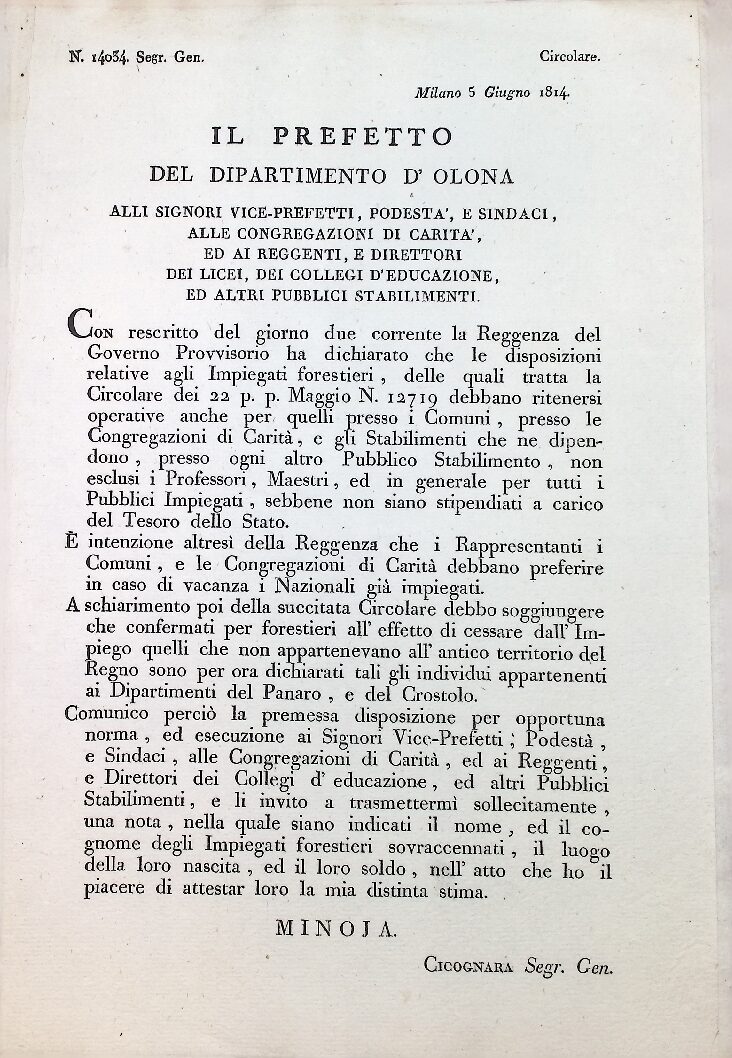 N. 14034. Segr. Gen. Circolare.
Milano 5 Giugno 1814.
IL PREFETTO
DEL DIPARTIMENTO D' OLONA
ALLI SIGNORI VICE-PREFETTI, PODESTA', E SINDACI,
ALLE CONGREGAZIONI DI CARITA',
ED AI REGGENTI, E DIRETTORI
DEI LICEI, DEI COLLEGI D'EDUCAZIONE,
ED ALTRI PUBBLICI STABILIMENTI.
CON rescritto del giorno due corrente la Reggenza del
Governo Provvisorio ha dichiarato che le disposizioni
relative agli Impiegati forestieri, delle quali tratta la
Circolare dei 22 p. p. Maggio N. 12719 debbano ritenersi
operative anche per quelli presso i Comuni, presso le
Congregazioni di Carità, e gli Stabilimenti che ne dipen-
dono, presso ogni altro Pubblico Stabilimento, non
esclusi i Professori, Maestri, ed in generale per tutti i
Pubblici Impiegati, sebbene non siano stipendiati a carico
del Tesoro dello Stato.
È intenzione altresì della Reggenza che i Rappresentanti i
Comuni, e le Congregazioni di Carità debbano preferire
in caso di vacanza i Nazionali già impiegati.
A schiarimento poi della succitata Circolare debbo soggiungere
che confermati per forestieri all' effetto di cessare dall' Im-
piego quelli che non appartenevano all' antico territorio del
Regno sono per ora dichiarati tali gli individui appartenenti
ai Dipartimenti del Panaro, e del Crostolo.
Comunico perciò la premessa disposizione per opportuna
norma, ed esecuzione ai Signori Vice-Prefetti; Podestà,
e Sindaci, alle Congregazioni di Carità, ed ai Reggenti,
e Direttori dei Collegi d' educazione, ed altri Pubblici
Stabilimenti, e li invito a trasmettermi sollecitamente,
una nota, nella quale siano indicati il nome, ed il co-
gnome degli Impiegati forestieri sovraccennati, il luogo
della loro nascita, ed il loro soldo, nell' atto che ho il
piacere di attestar loro la mia distinta stima.
MINOJA.
CICOGNARA Segr. Gen.